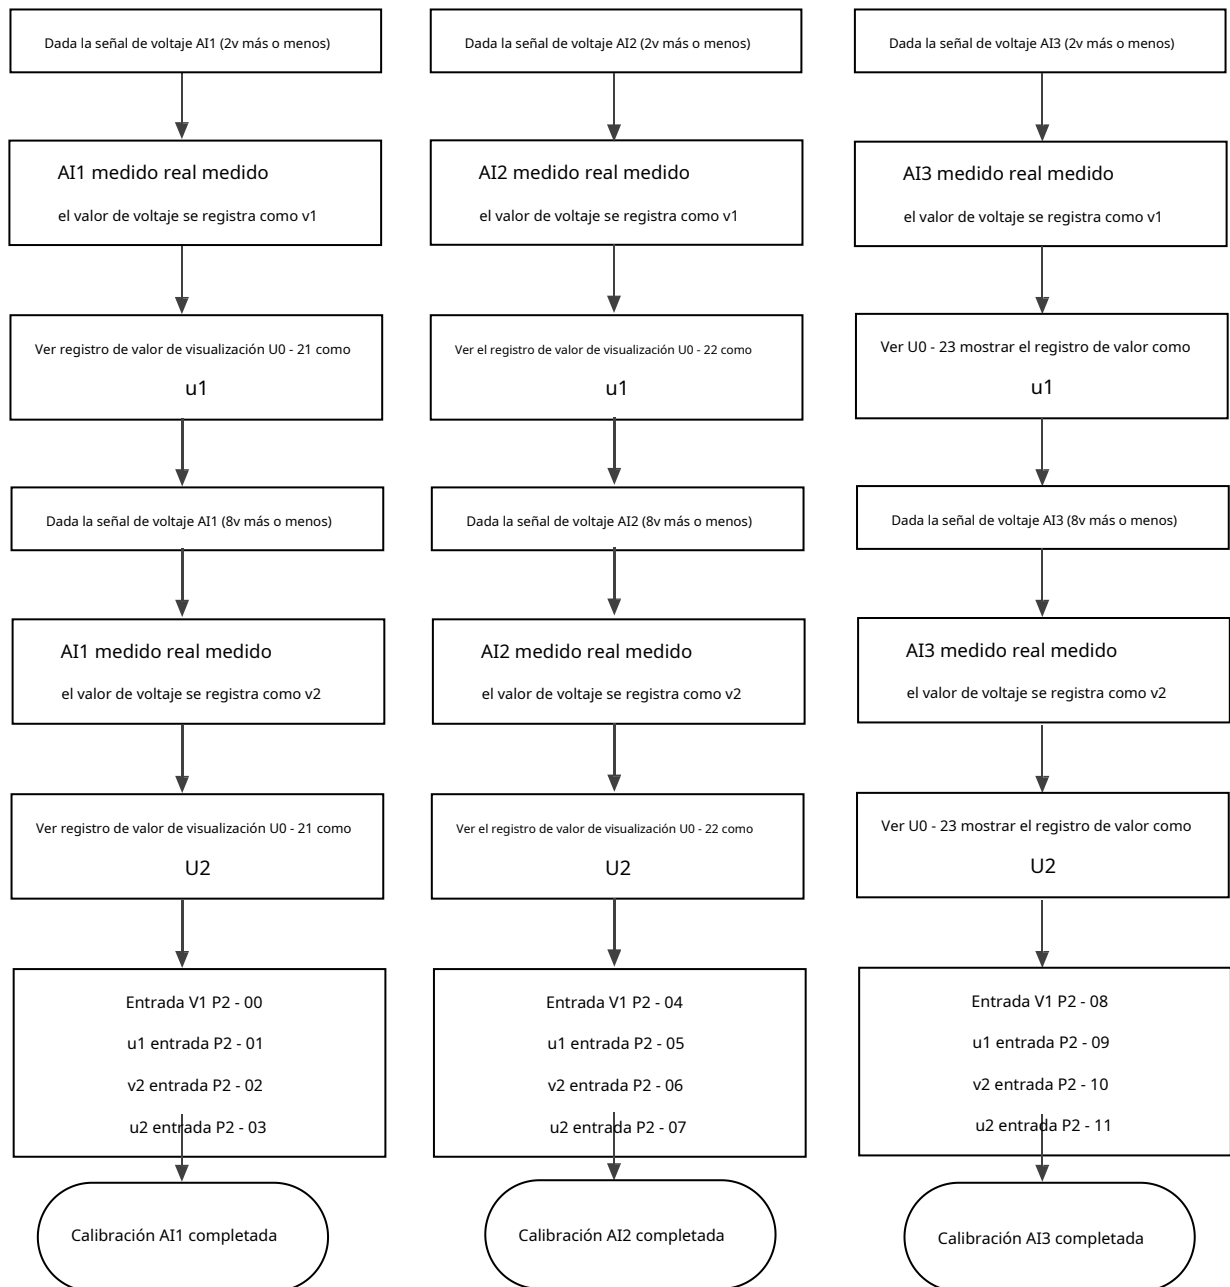 Dada la señal de voltaje AI1 (2v más o menos)
AI1 medido real medido
el valor de voltaje se registra como v1
Ver registro de valor de visualización U0 - 21 como
u1
Dada la señal de voltaje AI1 (8v más o menos)
AI1 medido real medido
el valor de voltaje se registra como v2
Ver registro de valor de visualización U0 - 21 como
U2
Entrada V1 P2 - 00
u1 entrada P2 - 01
v2 entrada P2 - 02
u2 entrada P2 - 03
Calibración AI1 completada
Dada la señal de voltaje AI2 (2v más o menos)
AI2 medido real medido
el valor de voltaje se registra como v1
Ver el registro de valor de visualización U0 - 22 como
u1
Dada la señal de voltaje AI2 (8v más o menos)
AI2 medido real medido
el valor de voltaje se registra como v2
Ver el registro de valor de visualización U0 - 22 como
U2
Entrada V1 P2 - 04
u1 entrada P2 - 05
v2 entrada P2 - 06
u2 entrada P2 - 07
Calibración AI2 completada
Dada la señal de voltaje AI3 (2v más o menos)
AI3 medido real medido
el valor de voltaje se registra como v1
Ver U0 - 23 mostrar el registro de valor como
u1
Dada la señal de voltaje AI3 (8v más o menos)
AI3 medido real medido
el valor de voltaje se registra como v2
Ver U0 - 23 mostrar el registro de valor como
U2
Entrada V1 P2 - 08
u1 entrada P2 - 09
v2 entrada P2 - 10
u2 entrada P2 - 11
Calibración AI3 completada